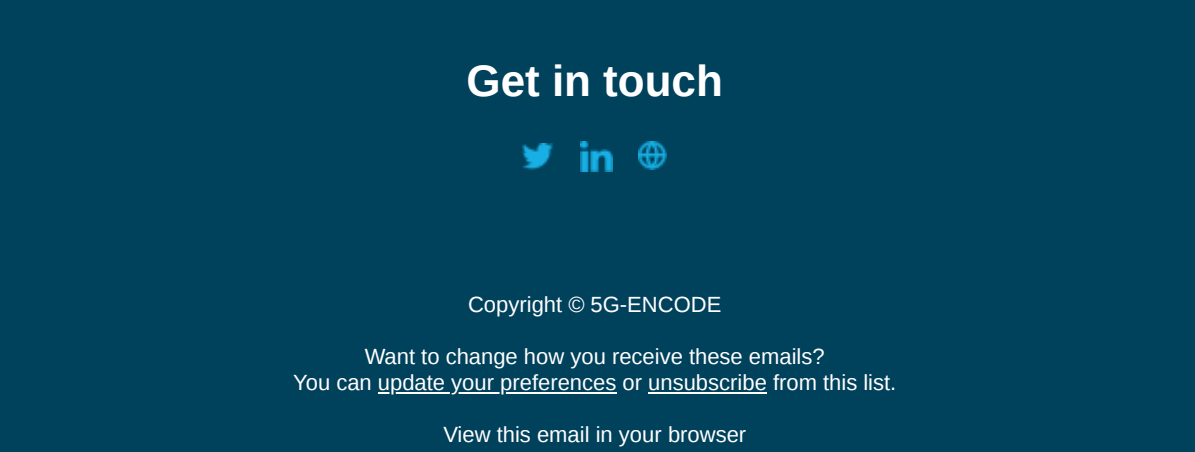 Get in touch
in
Copyright © 5G-ENCODE
Want to change how you receive these emails?
You can update your preferences or unsubscribe from this list.
View this email in your browser